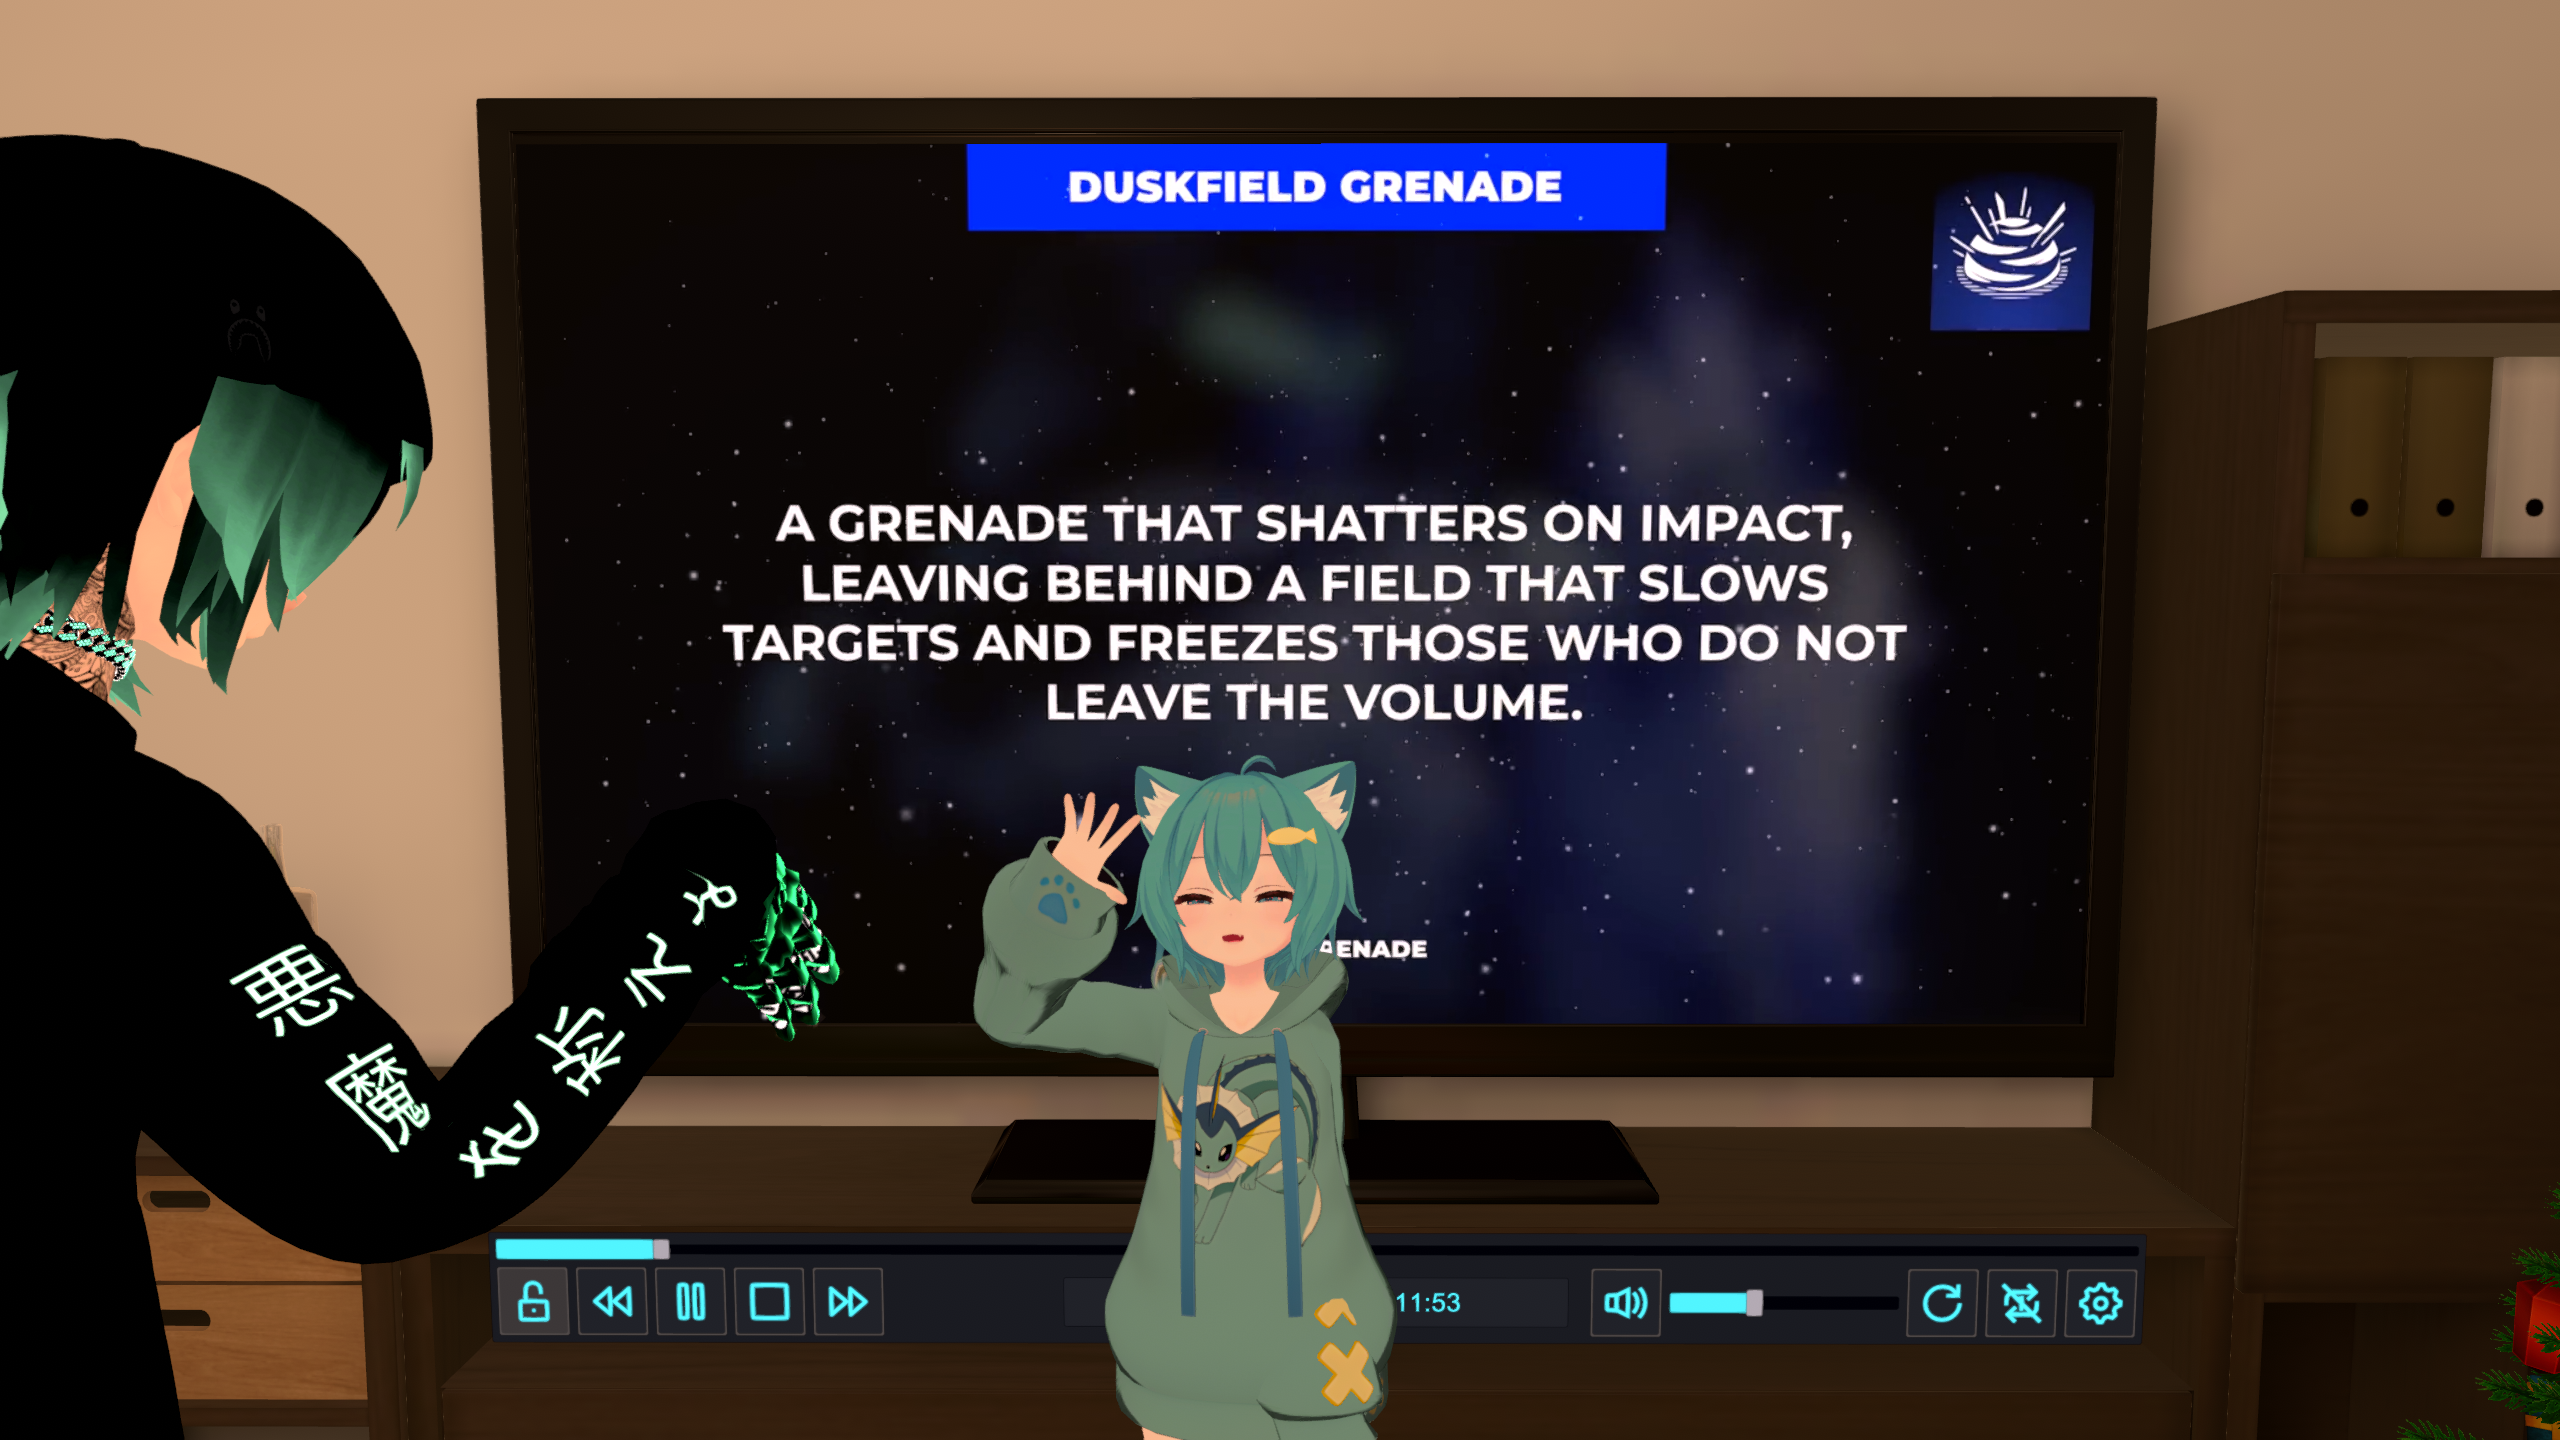 DUSKFIELD GRENADE
A GRENADE THAT SHATTERS ON IMPACT,
LEAVING BEHIND A FIELD THAT SLOWS
TARGETS AND FREEZES THOSE WHO DO NOT
LEAVE THE VOLUME.
ENADE
悪
魔
11:53